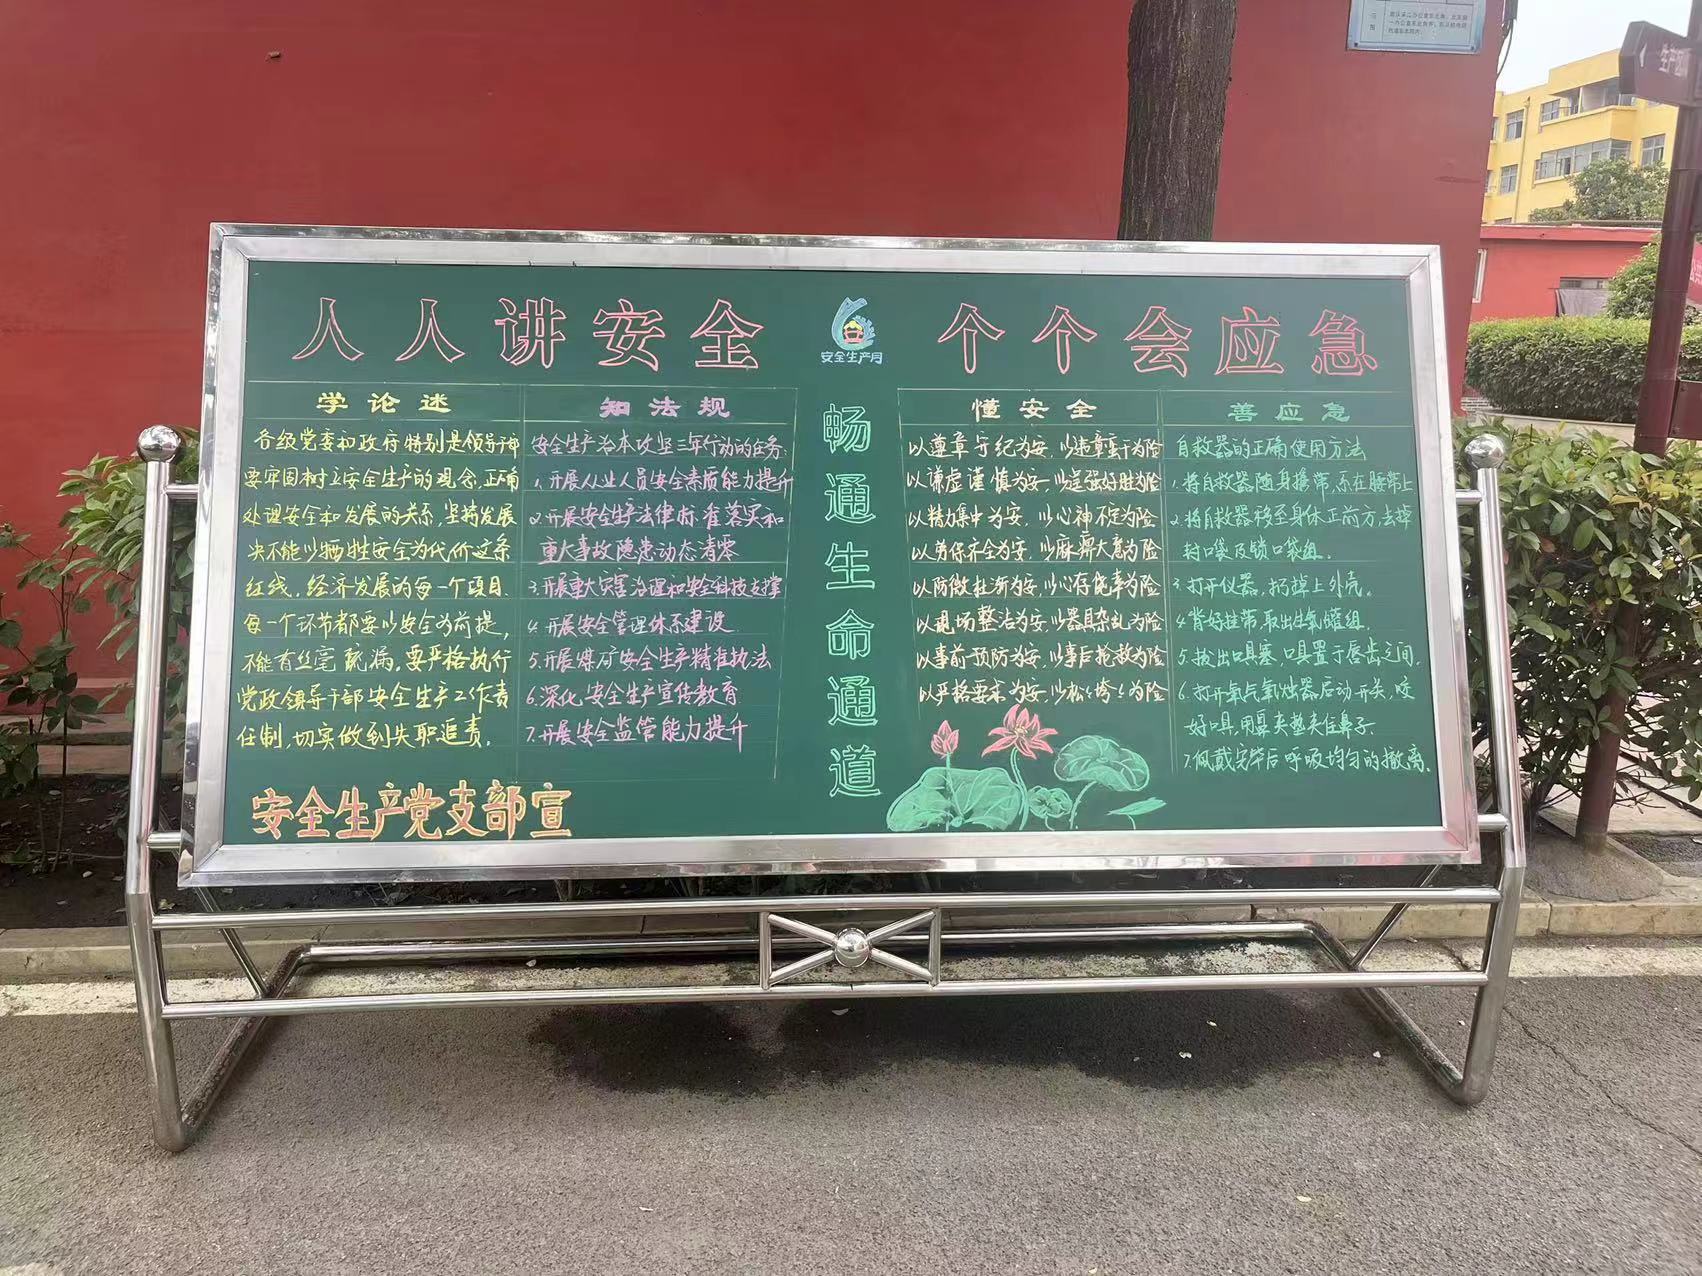 人人讲安全
安全生产月
个个会应急
学论述
各级党委和政府特别是领导干部
要牢固树立安全生产的观念,正确
处理安全和发展的关系,坚持发展
决不能以牺牲安全为代价这条
红线,经济发展的每一个项目、
每一个环节都要以安全为前提,
不能有丝毫疏漏,要严格执行
党政领导干部安全生产工作责
任制,切实做到失职追责。
安全生产党支部宣
知法规
安全生产治本攻坚三年行动的任务:
1、开展从业人员安全素质能力提升
2、开展安全生产法律标准落实和
重大事故隐患动态清零
3、开展重大灾害治理和安全科技支撑
4、开展安全管理体系建设
5、开展煤矿安全生产精准执法
6、深化安全生产宣传教育
7、开展安全监管能力提升
畅通生命通道
懂安全
以遵章守纪为安,以违章蛮干为险
以谦虚谨慎为安,以逞强好胜为险
以精力集中为安,以心神不定为险
以劳保齐全为安,以麻痹大意为险
以防微杜渐为安,以心存侥幸为险
以现场整洁为安,以器具杂乱为险
以事前预防为安,以事后抢救为险
以严格要求为安,以松松垮垮为险
善应急
自救器的正确使用方法
1、将自救器随身携带,系在腰带上
2、将自救器移至身体正前方,去掉
封口袋及锁口袋组.
3、打开仪器,扔掉上外壳。
4、背好挂带,取出生氧罐组.
5、拔出口具塞,口具置于唇齿之间.
6、打开氧气氧烛器启动开关,咬
好口具,用鼻夹垫夹住鼻子.
7、佩戴完毕后呼吸均匀的撤离.
生产区